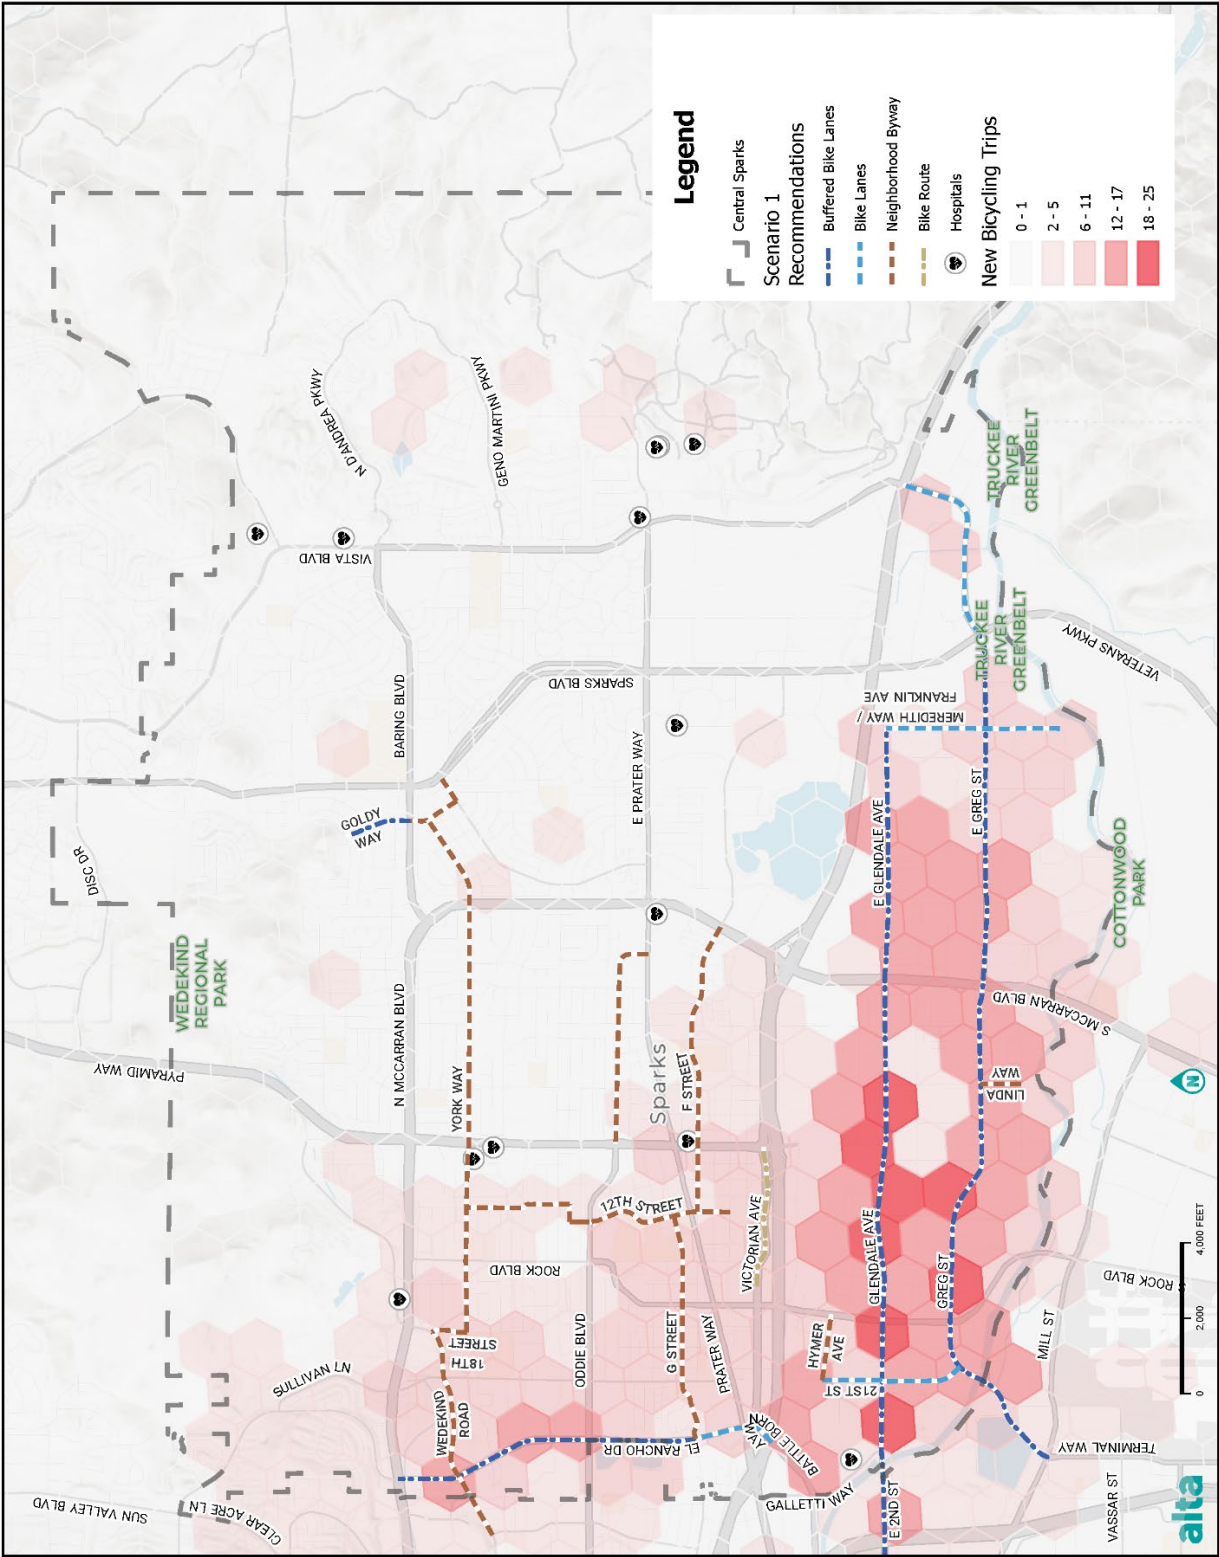 Legend
Central Sparks
Scenario 1
Recommendations
Buffered Bike Lanes
Bike Lanes
Neighborhood Byway
Bike Route
Hospitals
New Bicycling Trips
0 - 1
2 - 5
6 - 11
12 - 17
18 - 25
SUN VALLEY BLVD
CLEAR ACRE LN
SULLIVAN LN
PYRAMID WAY
WEDEKIND
REGIONAL
PARK
DISC DR
GOLDY
WAY
N D'ANDREA PKWY
GENO MARTINI PKWY
VISTA BLVD
BARING BLVD
SPARKS BLVD
N MCCARRAN BLVD
YORK WAY
E PRATER WAY
WEDEKIND
ROAD
18TH
STREET
ROCK BLVD
ODDIE BLVD
12TH STREET
Sparks
F STREET
G STREET
PRATER WAY
EL RANCHO DR
BATTLE BORN
WAY
VICTORIAN AVE
HYMER
AVE
21ST ST
GALLETTI WAY
E 2ND ST
GLENDALE AVE
E GLENDALE AVE
MEREDITH WAY /
FRANKLIN AVE
GREG ST
E GREG ST
LINDA
WAY
S MCCARRAN BLVD
TRUCKEE
RIVER
GREENBELT
TRUCKEE
RIVER
GREENBELT
VETERANS PKWY
COTTONWOOD
PARK
MILL ST
ROCK BLVD
TERMINAL WAY
VASSAR ST
0
2,000
4,000 FEET
N
alta